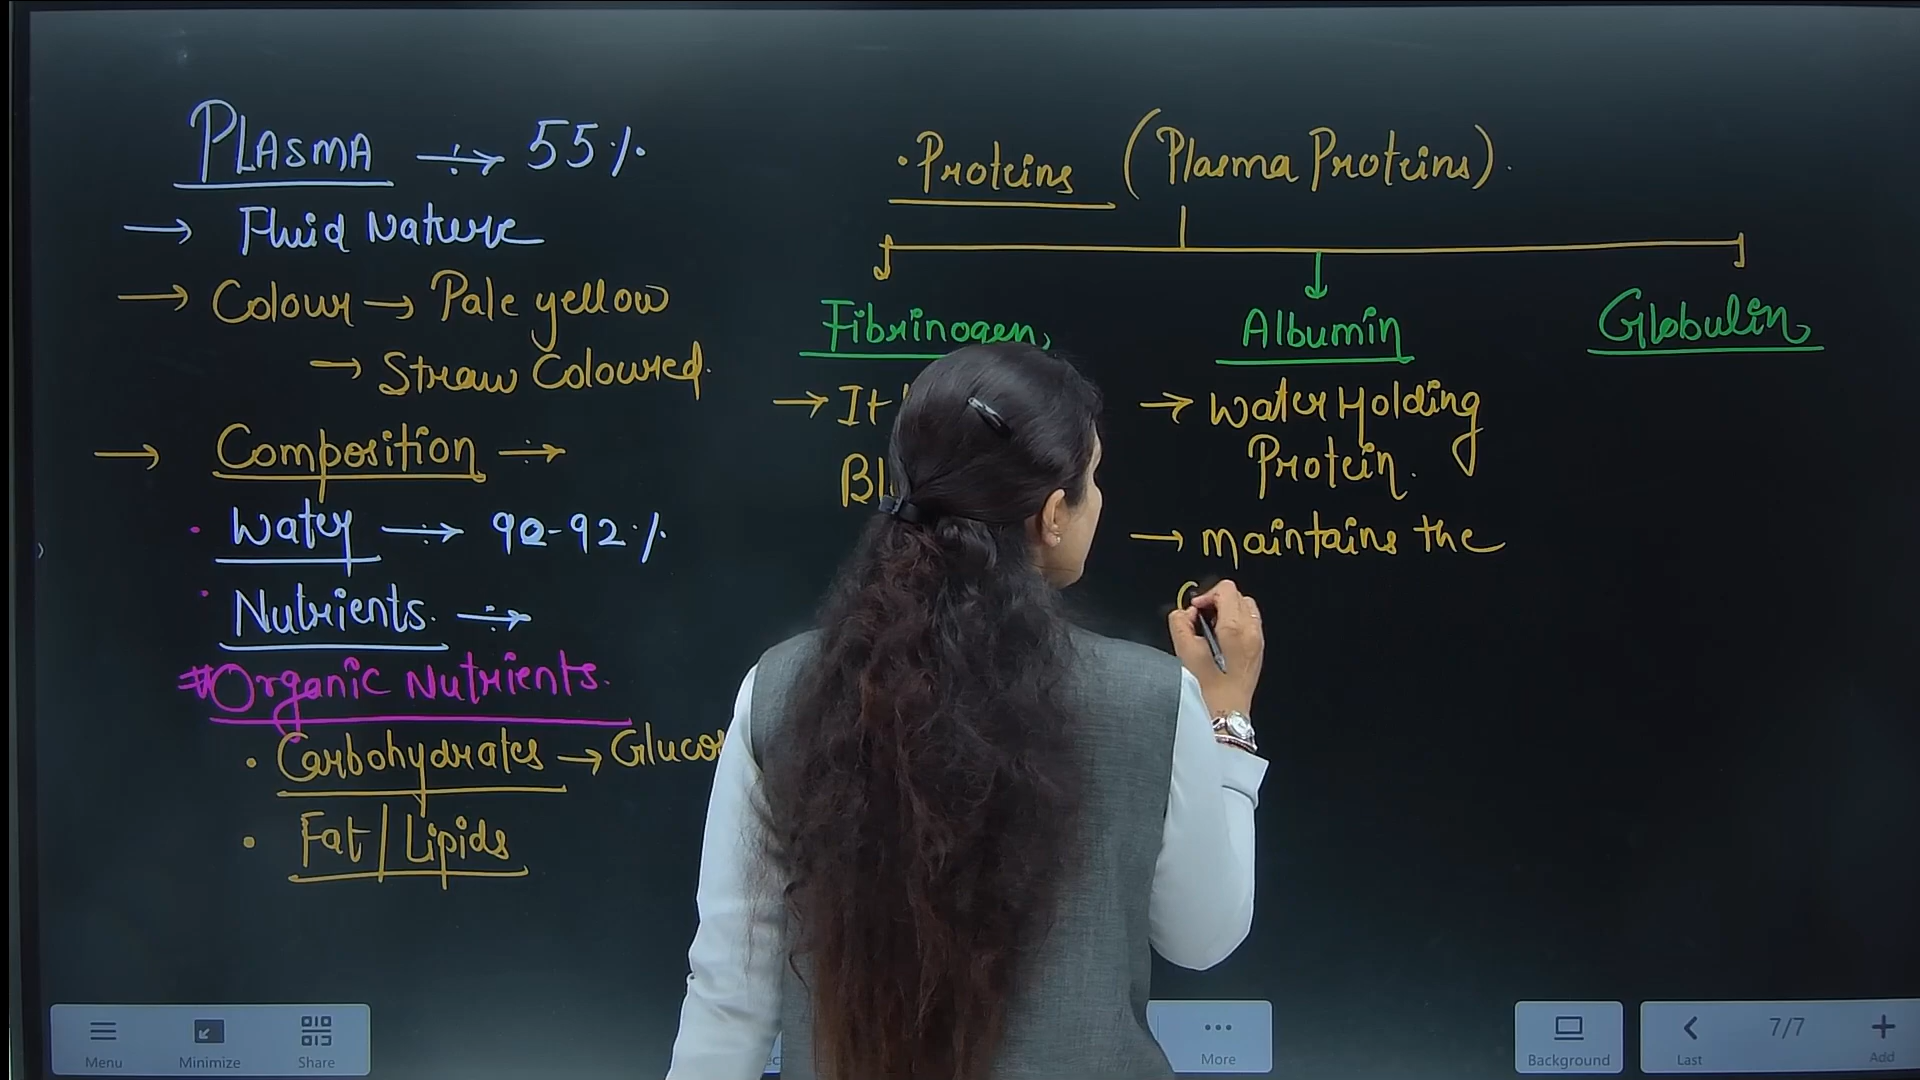 PLASMA → 55%
→ Fluid Nature
→ Colour → Pale yellow
→ Straw Coloured.
→ Composition →
• Water → 90-92%
• Nutrients. →
# Organic Nutrients.
• Carbohydrates →
• Fat / Lipids
• Proteins (Plasma Proteins).
Fibrinogen,
→ It
Albumin
→ Water Holding
Protein.
→ maintains the
Globulin,
Menu
Minimize
Share
More
Background
Last
7/7
Add